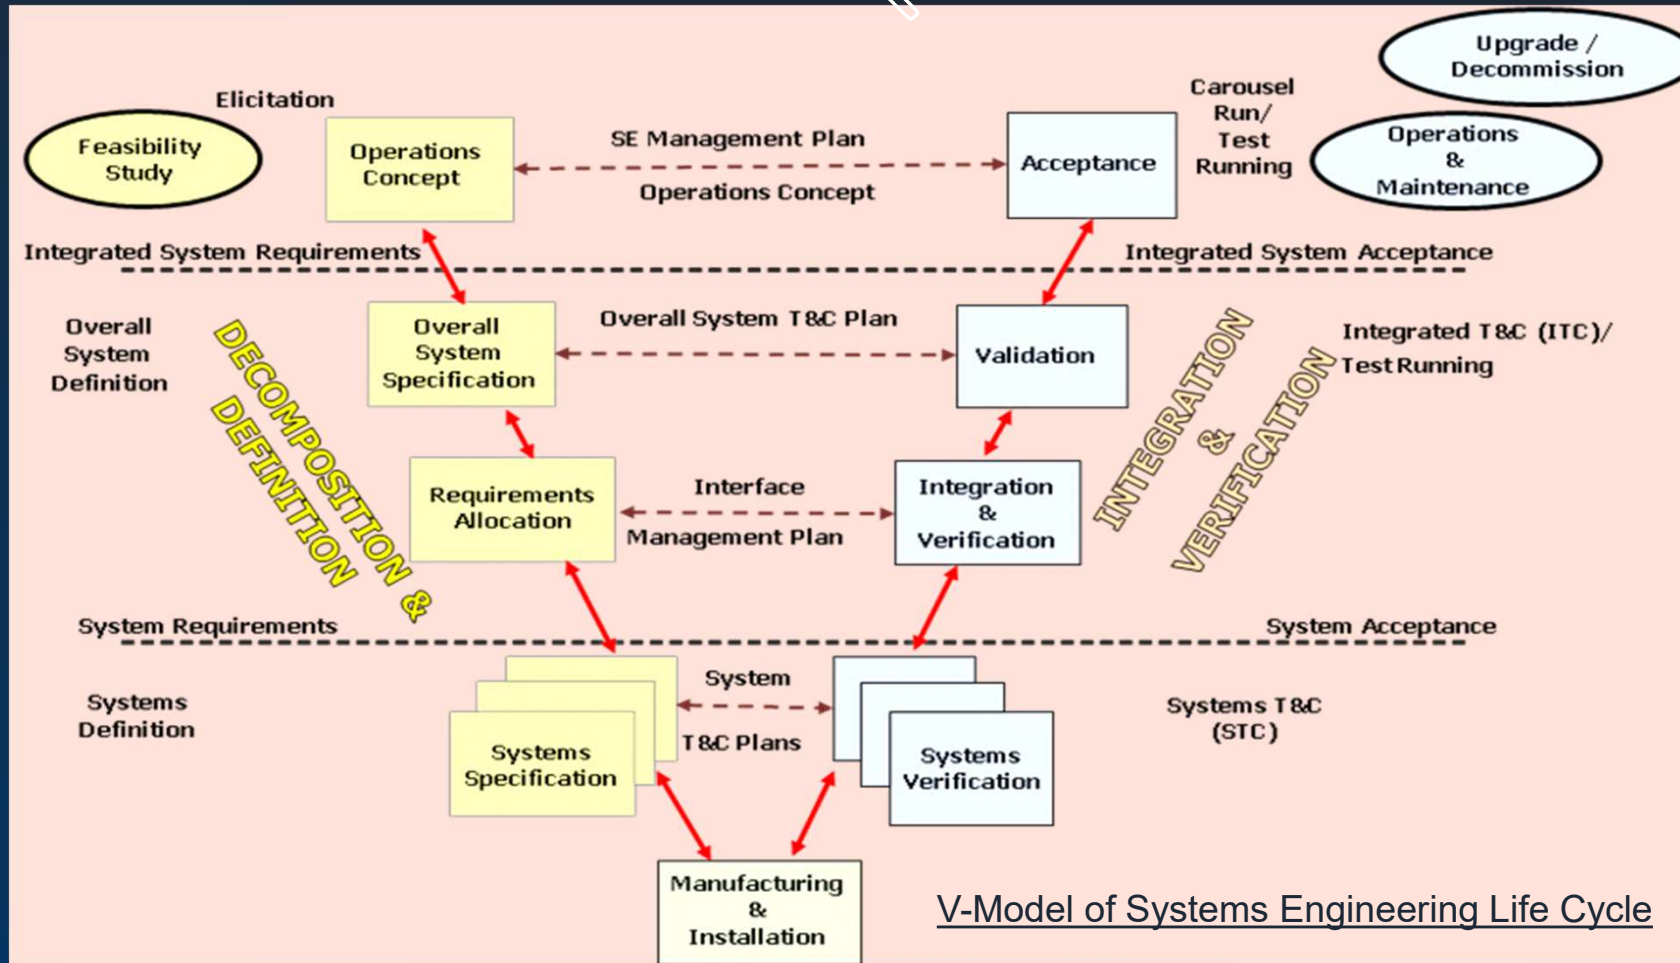 Upgrade /
Decommission
Elicitation
Carousel
Run/
Test
Running
Feasibility
Study
Operations
Concept
SE Management Plan
Operations Concept
Acceptance
Operations
&
Maintenance
Integrated System Requirements
Integrated System Acceptance
Overall
System
Definition
DECOMPOSITION &
DEFINITION
Overall
System
Specification
Overall System T&C Plan
Validation
INTEGRATION
&
VERIFICATION
Integrated T&C (ITC)/
Test Running
Requirements
Allocation
Interface
Management Plan
Integration
&
Verification
System Requirements
System Acceptance
Systems
Definition
Systems
Specification
System
T&C Plans
Systems
Verification
Systems T&C
(STC)
Manufacturing
&
Installation
V-Model of Systems Engineering Life Cycle